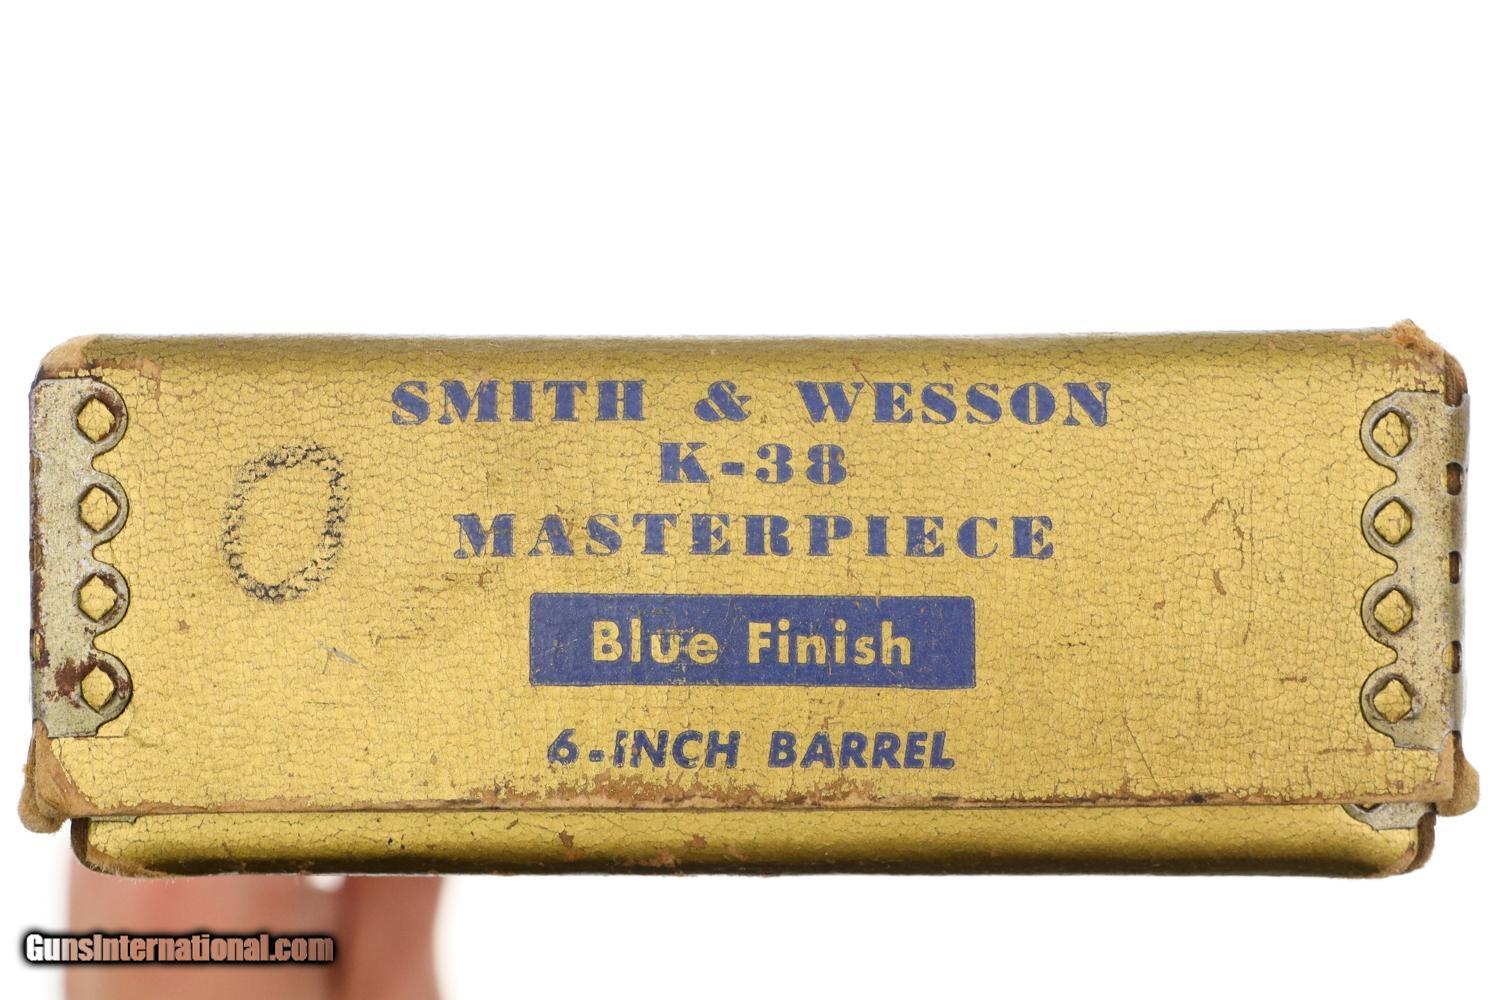 SMITH & WESSON
K-38
MASTERPIECE
Blue Finish
6-INCH BARREL
GunsInternational.com